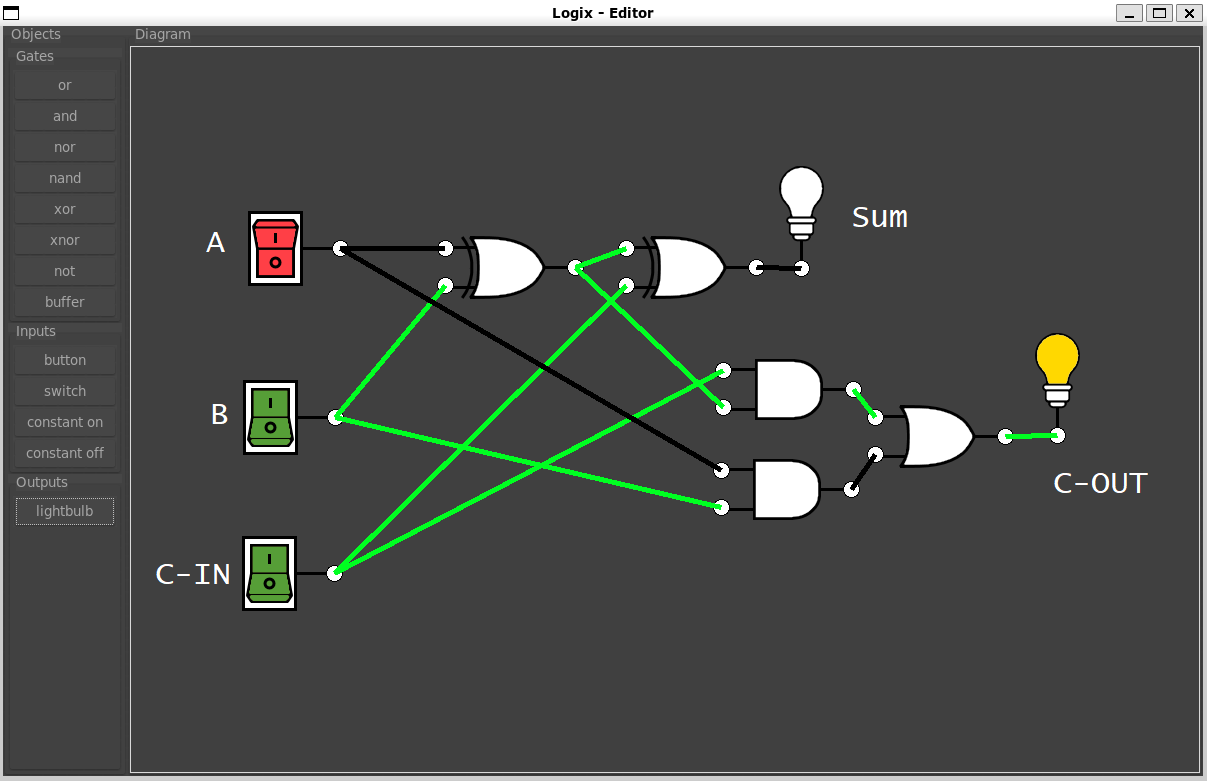 Logix - Editor
Objects
Diagram
Gates
or
and
nor
nand
xor
xnor
not
buffer
Inputs
button
switch
constant on
constant off
Outputs
lightbulb
A
Sum
B
C-OUT
C-IN